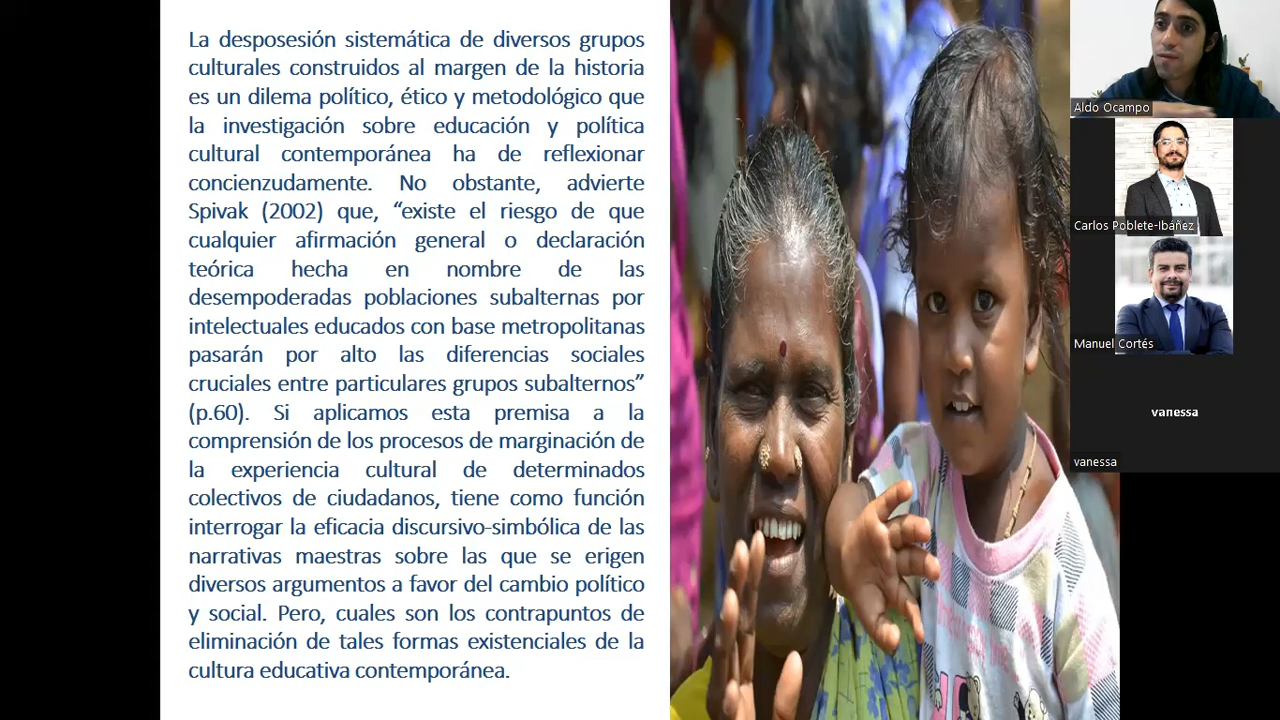 La desposesión sistemática de diversos grupos
culturales construidos al margen de la historia
es un dilema político, ético y metodológico que
la investigación sobre educación y política
cultural contemporánea ha de reflexionar
concienzudamente. No obstante, advierte
Spivak (2002) que, “existe el riesgo de que
cualquier afirmación general o declaración
teórica hecha en nombre de las
desempoderadas poblaciones subalternas por
intelectuales educados con base metropolitanas
pasarán por alto las diferencias sociales
cruciales entre particulares grupos subalternos”
(p.60). Si aplicamos esta premisa a la
comprensión de los procesos de marginación de
la experiencia cultural de determinados
colectivos de ciudadanos, tiene como función
interrogar la eficacia discursivo-simbólica de las
narrativas maestras sobre las que se erigen
diversos argumentos a favor del cambio político
y social. Pero, cuales son los contrapuntos de
eliminación de tales formas existenciales de la
cultura educativa contemporánea.
Aldo Ocampo
Carlos Poblete-Ibáñez
Manuel Cortés
vanessa
vanessa